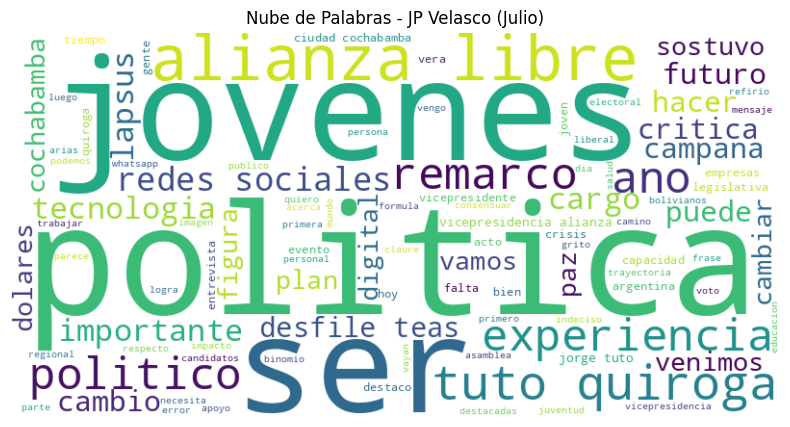 Nube de Palabras - JP Velasco (Julio)
tiempo
ciudad cochabamba
alianza libre
sostuvo
gente
vera
futuro
cochabamba
lapsus
jovenes
refirio
luego
quiroga
vengo
electoral
hacer
mensaje
arias
persona
joven
liberal
critica
podemos
whatsapp
publico
dia
salud
campana
redes sociales
remarco
ano
empresas
legislativa
tecnologia
quiero
vicepresidente
cargo
bolivianos
trabajar
imagen
figura
acerca
mundo
digital
formula
consensuar
puede
primera
vicepresidencia alianza
camino
cambiar
politica
dolares
parece
entrevista
evento
personal
claure
acto
crisis
grito
vamos
paz
capacidad
frase
plan
argentina
trayectoria
voto
logra
hoy
falta
bien
importante
desfile teas
primero
indeciso
educacion
experiencia
regional
respecto
impacto
candidatos
binomio
vayan
asamblea
jorge tuto
venimos
politico
ser
destaco
tuto quiroga
cambio
necesita
parte
error
apoyo
destacadas
juventud
vicepresidencia